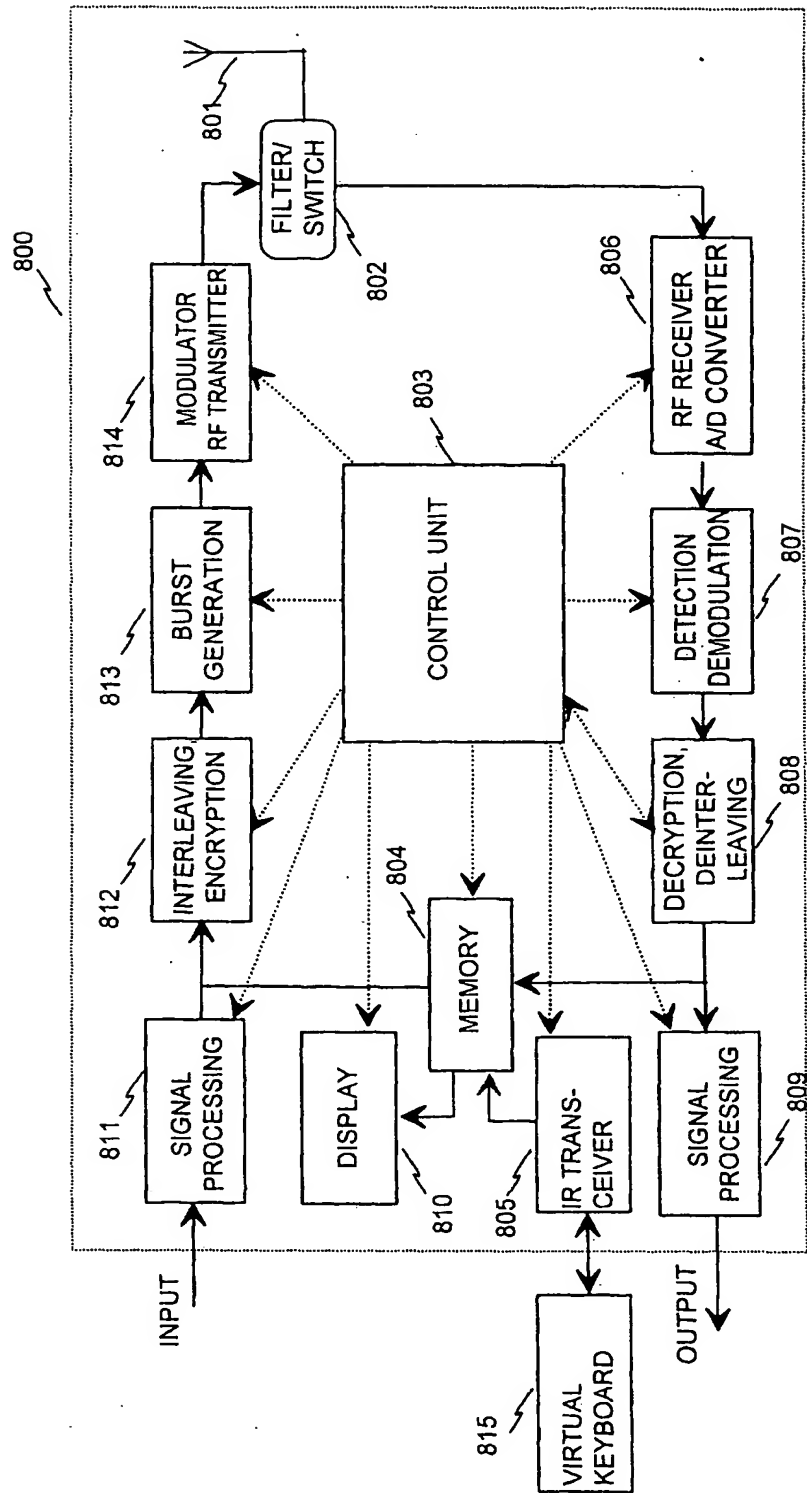 800
801
FILTER/
SWITCH
802
MODULATOR
RF TRANSMITTER
814
BURST
GENERATION
813
INTERLEAVING,
ENCRYPTION
812
SIGNAL
PROCESSING
811
INPUT
CONTROL UNIT
803
MEMORY
804
DISPLAY
810
IR TRANS-
CEIVER
805
VIRTUAL
KEYBOARD
815
RF RECEIVER
A/D CONVERTER
806
DETECTION
DEMODULATION
807
DECRYPTION,
DEINTER-
LEAVING
808
SIGNAL
PROCESSING
809
OUTPUT